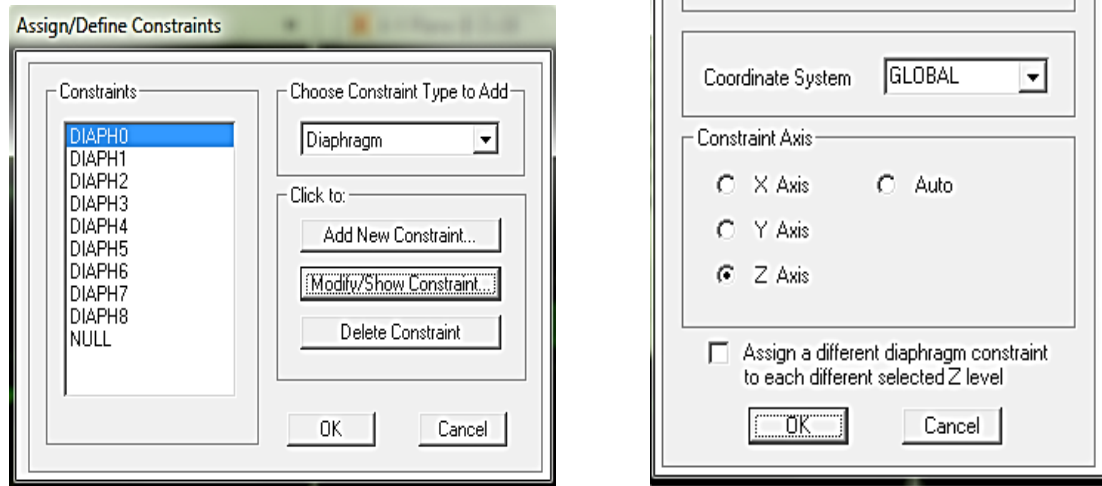 Assign/Define Constraints
Constraints
DIAPH0
DIAPH1
DIAPH2
DIAPH3
DIAPH4
DIAPH5
DIAPH6
DIAPH7
DIAPH8
NULL
Choose Constraint Type to Add
Diaphragm
Click to:
Add New Constraint...
Modify/Show Constraint...
Delete Constraint
OK
Cancel
Coordinate System
GLOBAL
Constraint Axis
X Axis
Auto
Y Axis
Z Axis
Assign a different diaphragm constraint
to each different selected Z level
OK
Cancel